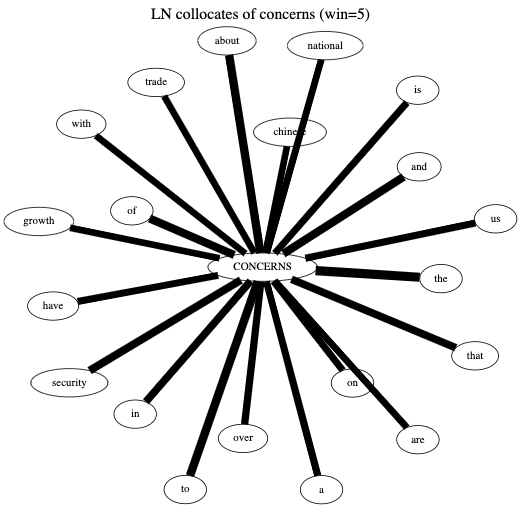 LN collocates of concerns (win=5)
about
national
trade
is
with
chinese
and
of
growth
us
CONCERNS
the
have
that
security
on
in
over
are
to
a